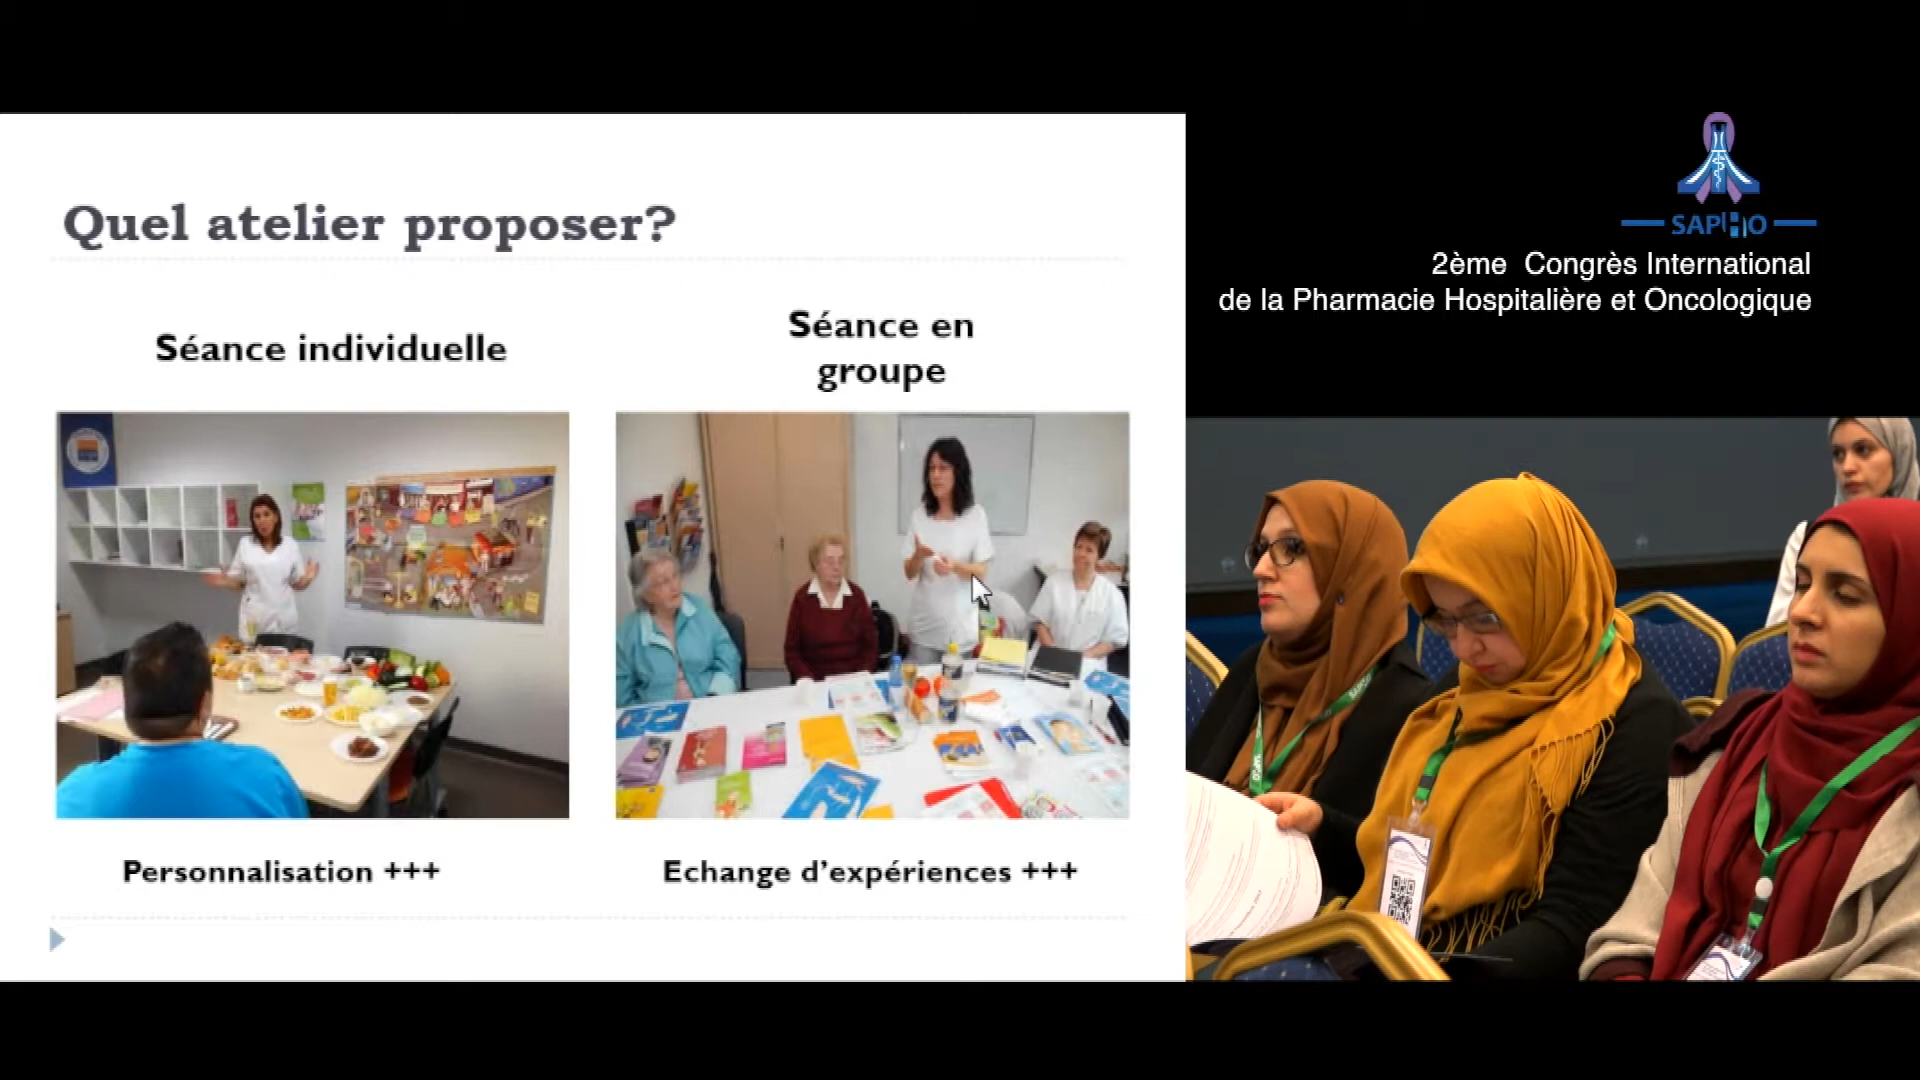 Quel atelier proposer?
Séance individuelle
Séance en
groupe
Personnalisation +++
Echange d'expériences +++
SAPHO
2ème  Congrès International
de la Pharmacie Hospitalière et Oncologique